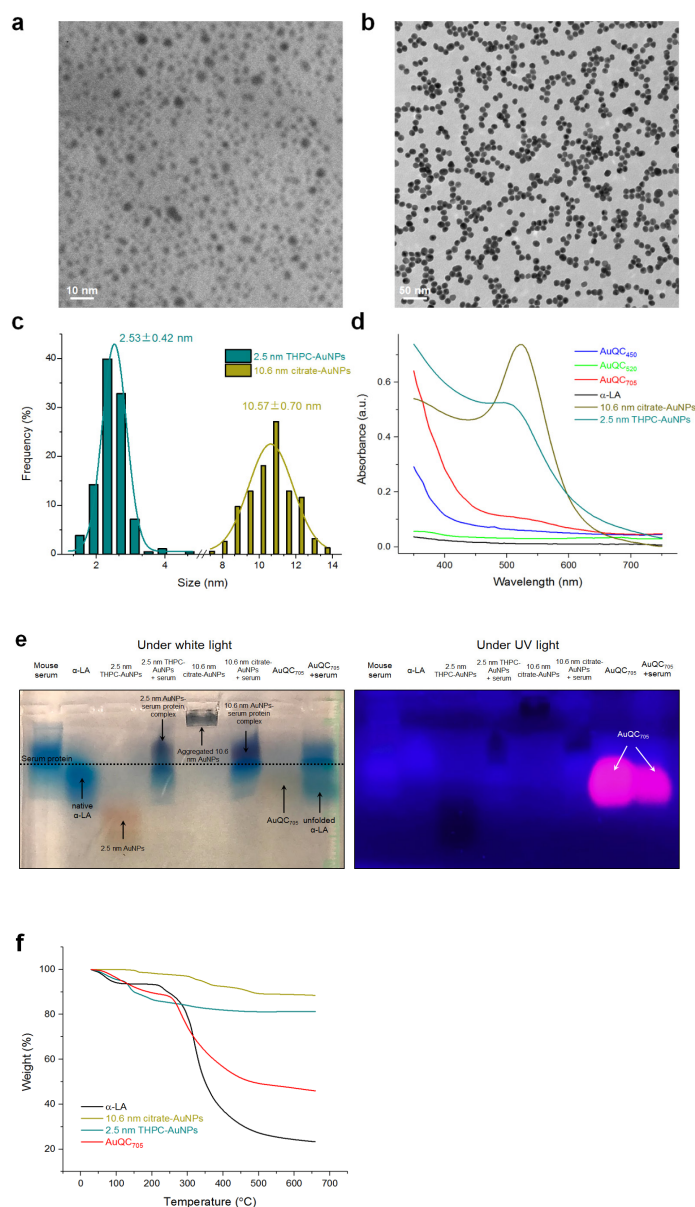 a
b
10 nm
50 nm
c
d
2.53±0.42 nm
2.5 nm THPC-AuNPs
10.6 nm citrate-AuNPs
10.57±0.70 nm
40
30
20
10
0
Frequency (%)
2
4
8
10
12
14
Size (nm)
AuQC450
AuQC520
AuQC705
α-LA
10.6 nm citrate-AuNPs
2.5 nm THPC-AuNPs
0.6
0.4
0.2
0.0
Absorbance (a.u.)
400
500
600
700
Wavelength (nm)
e
Under white light
Mouse serum
α-LA
2.5 nm THPC-AuNPs
2.5 nm THPC-AuNPs + serum
10.6 nm citrate-AuNPs
10.6 nm citrate-AuNPs + serum
AuQC705
AuQC705 +serum
2.5 nm AuNPs-serum protein complex
10.6 nm AuNPs-serum protein complex
Aggregated 10.6 nm AuNPs
Serum protein
native α-LA
2.5 nm AuNPs
AuQC705
unfolded α-LA
Under UV light
Mouse serum
α-LA
2.5 nm THPC-AuNPs
2.5 nm THPC-AuNPs + serum
10.6 nm citrate-AuNPs
10.6 nm citrate-AuNPs + serum
AuQC705
AuQC705 +serum
AuQC705
f
100
80
60
40
20
Weight (%)
α-LA
10.6 nm citrate-AuNPs
2.5 nm THPC-AuNPs
AuQC705
0
100
200
300
400
500
600
700
Temperature (°C)